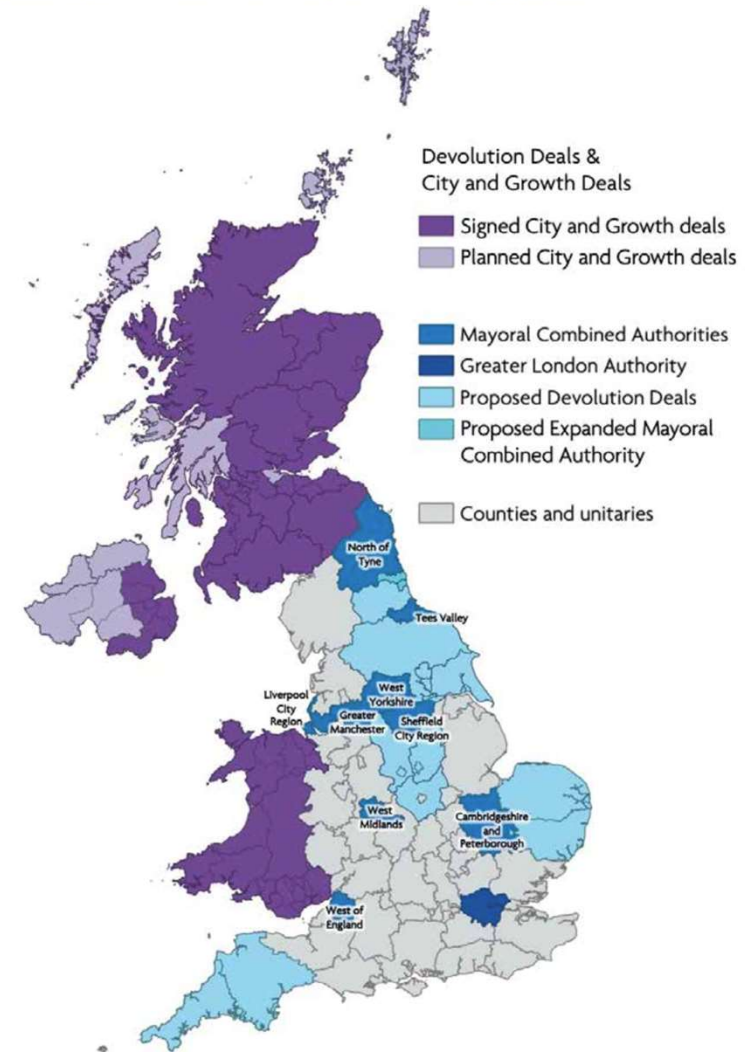 Devolution Deals &
City and Growth Deals
Signed City and Growth deals
Planned City and Growth deals
Mayoral Combined Authorities
Greater London Authority
Proposed Devolution Deals
Proposed Expanded Mayoral
Combined Authority
Counties and unitaries
North of
Tyne
Tees Valley
Liverpool
City
Region
West
Yorkshire
Greater
Manchester
Sheffield
City Region
West
Midlands
Cambridgeshire
and
Peterborough
West of
England